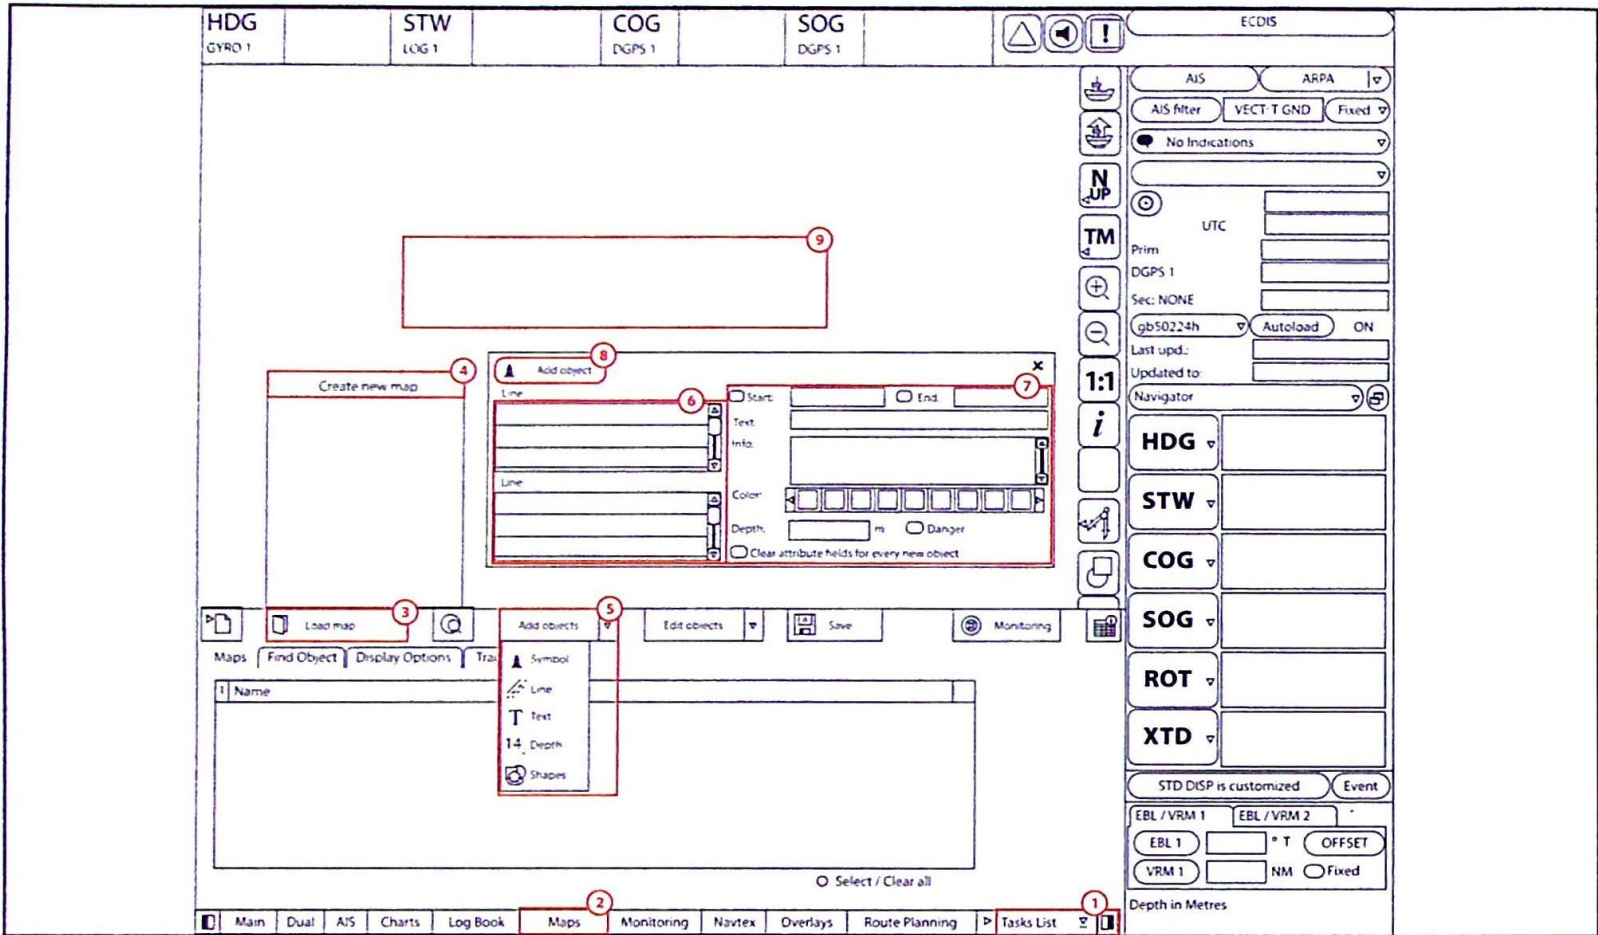 HDG STW COG SOG ECDIS
GYRO 1 LOG 1 DGPS 1 DGPS 1
AIS ARPA
AIS filter VECT: T GND Fixed
No Indications
N
UP
UTC
TM
Prim
DGPS 1
9
Sec: NONE
gb50224h Autoload ON
Last upd.:
Updated to:
1:1
Navigator
i
4
Create new map
8
Add object
×
Line
6
7
Start: End:
Text:
Info:
Line
Color:
Depth: m Danger
Clear attribute fields for every new object
HDG
STW
COG
SOG
ROT
XTD
3 5
Load map Add objects Edit objects Save Monitoring
Maps Find Object Display Options Tra
1 Name
Symbol
Line
T Text
14 Depth
Shapes
STD DISP is customized Event
EBL / VRM 1 EBL / VRM 2
EBL 1 ° T OFFSET
VRM 1 NM Fixed
Select / Clear all
2 1
Main Dual AIS Charts Log Book Maps Monitoring Navtex Overlays Route Planning Tasks List
Depth in Metres